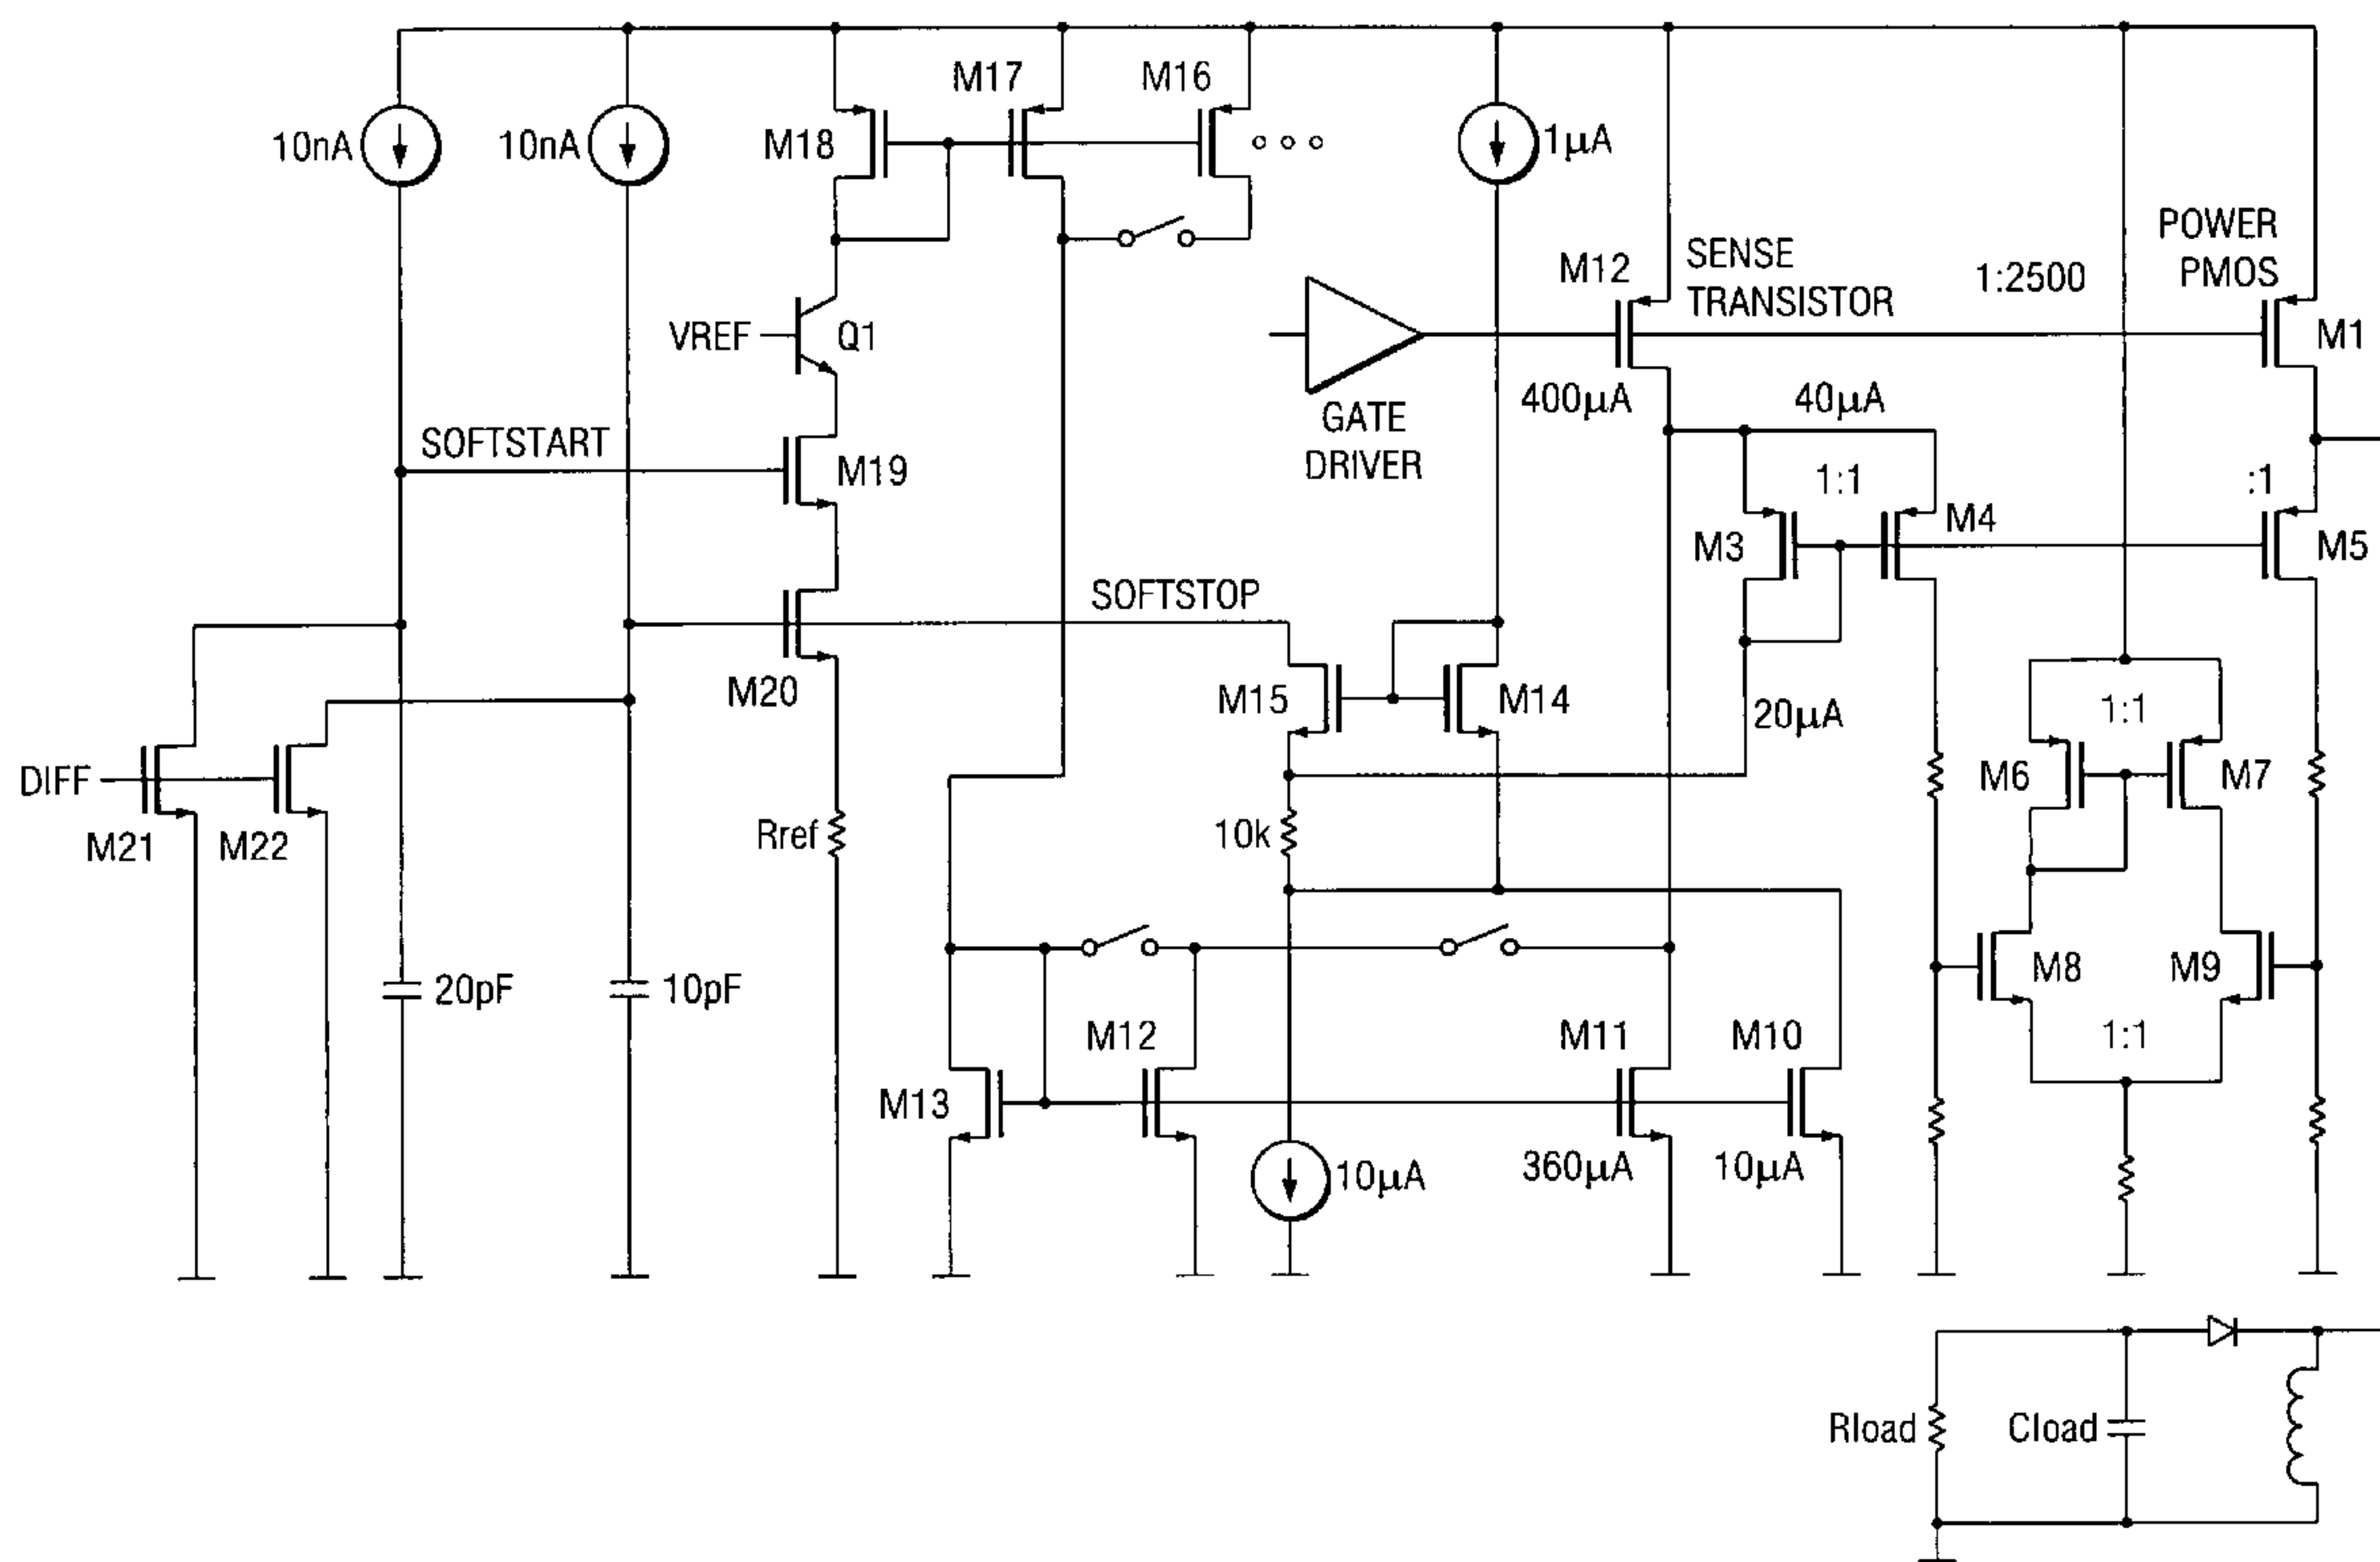 M17
M16
10nA
10nA
M18
1µA
POWER
PMOS
M12
SENSE
TRANSISTOR
1:2500
VREF
Q1
M1
GATE
DRIVER
400µA
40µA
SOFTSTART
M19
1:1
:1
M3
M4
M5
SOFTSTOP
M20
M15
M14
20µA
1:1
DIFF
M21
M22
Rref
10k
M6
M7
20pF
10pF
M8
M9
M12
M11
M10
1:1
M13
10µA
360µA
10µA
Rload
Cload